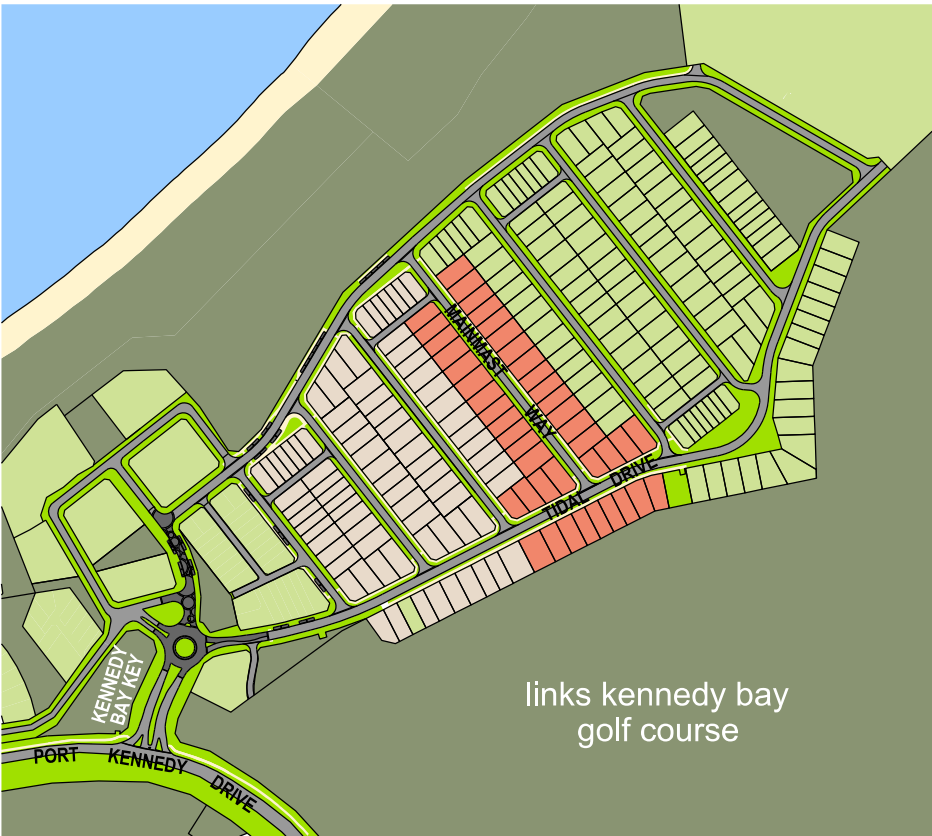 MAINMAST
WAY
TIDAL DRIVE
KENNEDY
BAY KEY
links kennedy bay
golf course
PORT KENNEDY DRIVE